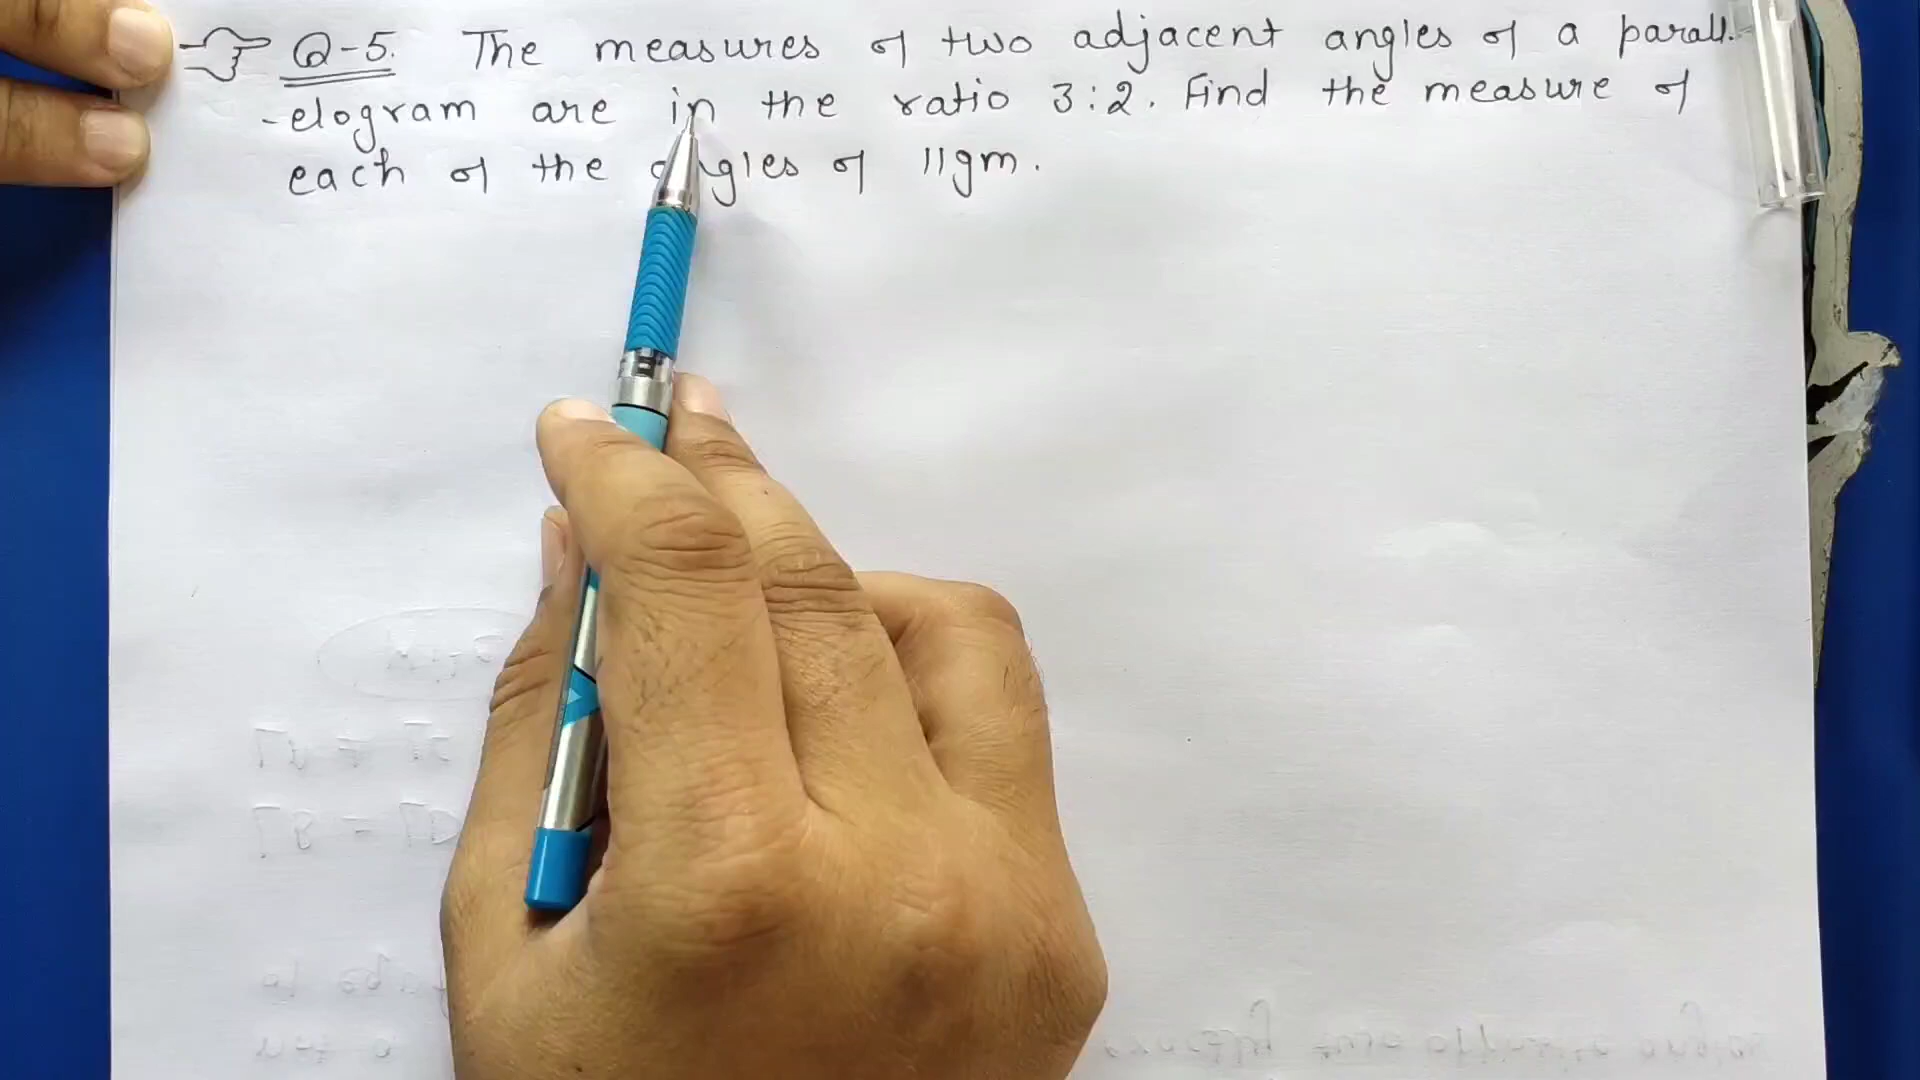 Q-5. The measures of two adjacent angles of a parall.
-elogram are in the ratio 3:2. Find the measure of
each of the angles of ||gm.